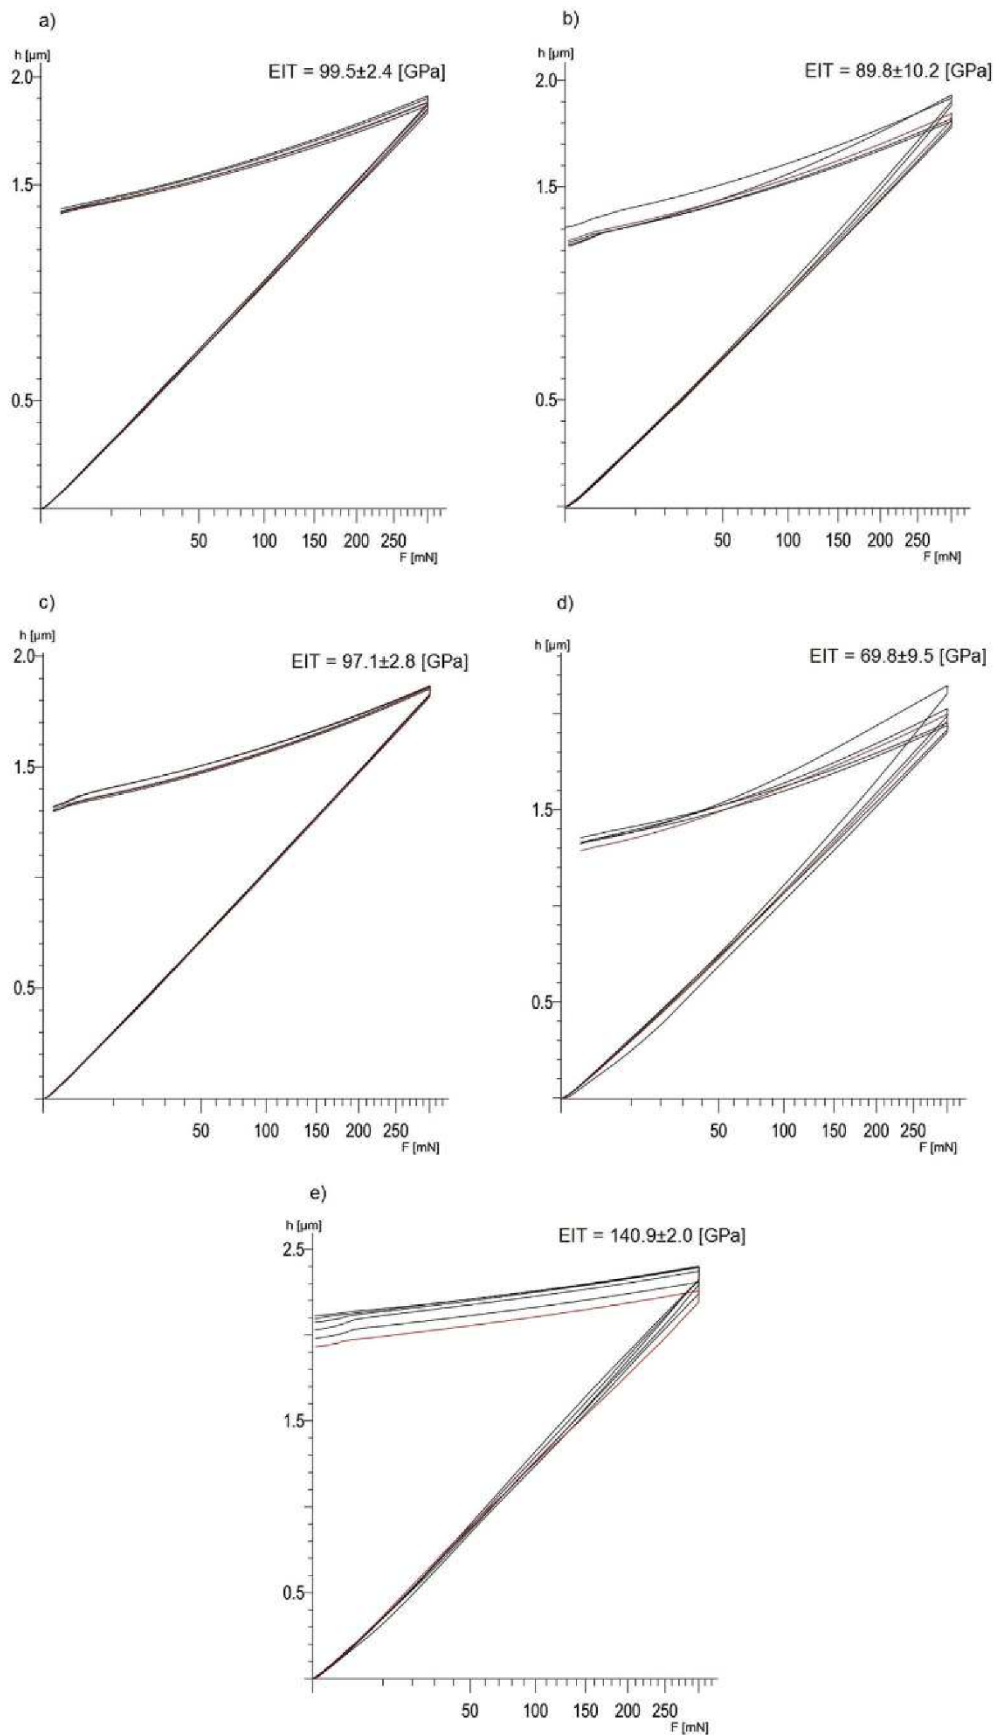 a)
h [µm]
EIT = 99.5±2.4 [GPa]
2.0
1.5
0.5
50 100 150 200 250
F [mN]
b)
h [µm]
EIT = 89.8±10.2 [GPa]
2.0
1.5
0.5
50 100 150 200 250
F [mN]
c)
h [µm]
EIT = 97.1±2.8 [GPa]
2.0
1.5
0.5
50 100 150 200 250
F [mN]
d)
h [µm]
EIT = 69.8±9.5 [GPa]
1.5
0.5
50 100 150 200 250
F [mN]
e)
h [µm]
EIT = 140.9±2.0 [GPa]
2.5
1.5
0.5
50 100 150 200 250
F [mN]